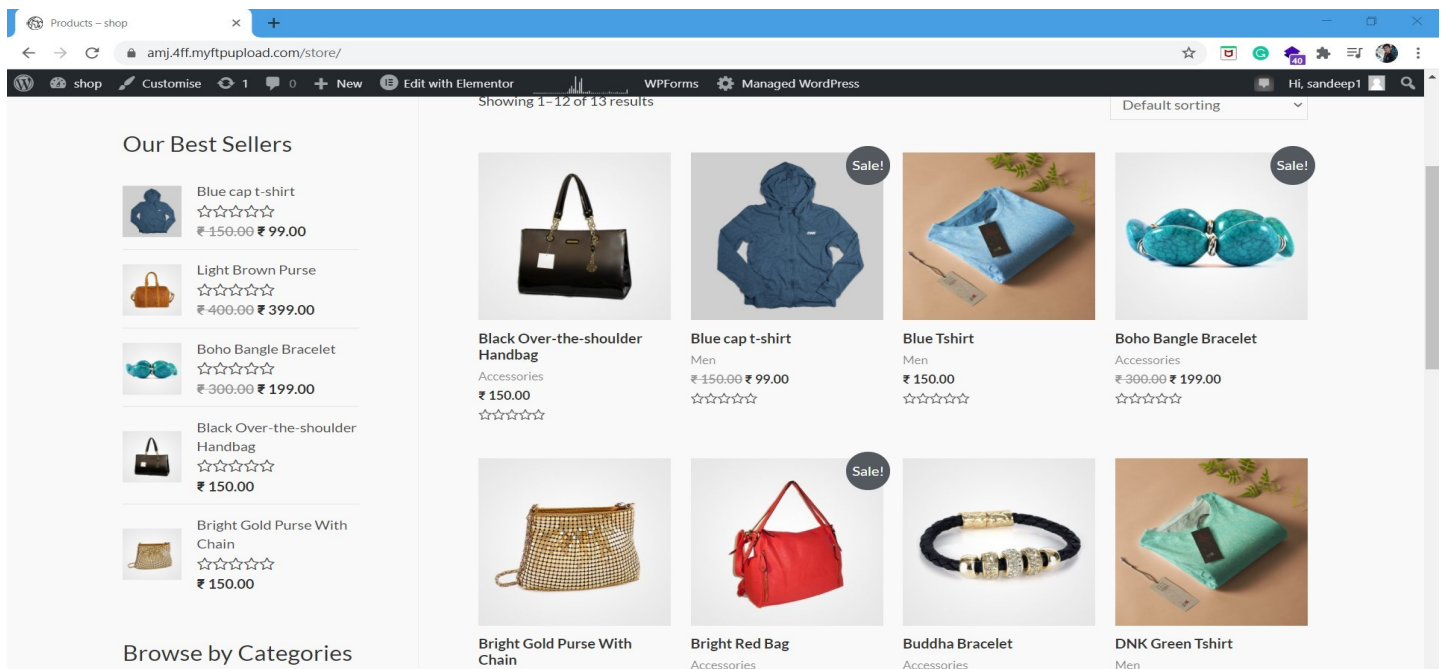 Products – shop
amj.4ff.myftpupload.com/store/
40
shop Customise 1 0 New Edit with Elementor WPForms Managed WordPress Hi, sandeep1
Showing 1–12 of 13 results
Default sorting
Our Best Sellers
Blue cap t-shirt
₹ 150.00 ₹ 99.00
Light Brown Purse
₹ 400.00 ₹ 399.00
Boho Bangle Bracelet
₹ 300.00 ₹ 199.00
Black Over-the-shoulder
Handbag
₹ 150.00
Bright Gold Purse With
Chain
₹ 150.00
Browse by Categories
Black Over-the-shoulder
Handbag
Accessories
₹ 150.00
Sale!
Blue cap t-shirt
Men
₹ 150.00 ₹ 99.00
Blue Tshirt
Men
₹ 150.00
Sale!
Boho Bangle Bracelet
Accessories
₹ 300.00 ₹ 199.00
Bright Gold Purse With
Chain
Sale!
Bright Red Bag
Accessories
Buddha Bracelet
Accessories
DNK Green Tshirt
Men